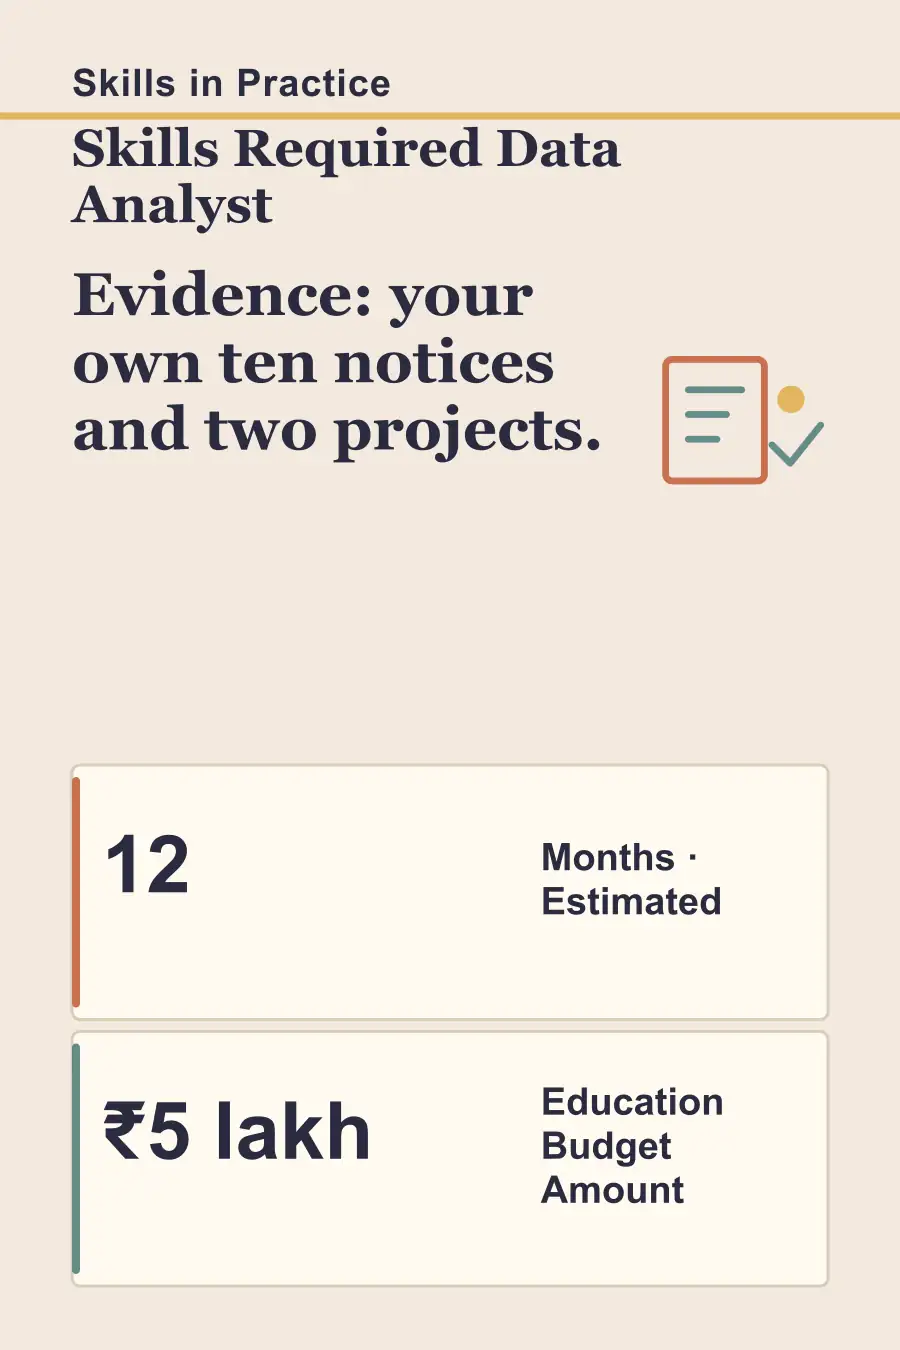 Skills in Practice
Skills Required Data
Analyst
Evidence: your
own ten notices
and two projects.
12
Months ·
Estimated
₹5 lakh
Education
Budget
Amount